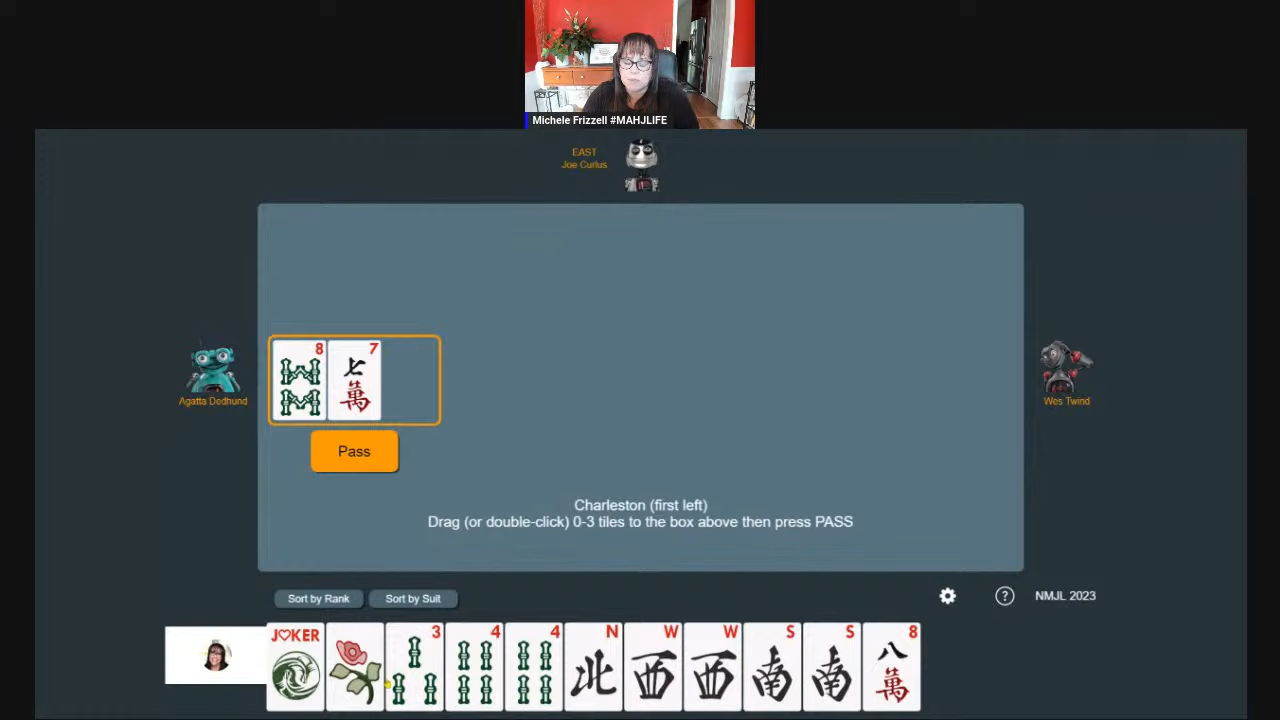 Michele Frizzell #MAHJLIFE
EAST
Joe Curlus
8
7
七
萬
Agatta Dedhund
Wes Twind
Pass
Charleston (first left)
Drag (or double-click) 0-3 tiles to the box above then press PASS
Sort by Rank
Sort by Suit
?
NMJL 2023
J♡KER
3
4
4
N
W
W
S
S
8
北
西
西
南
南
八
萬